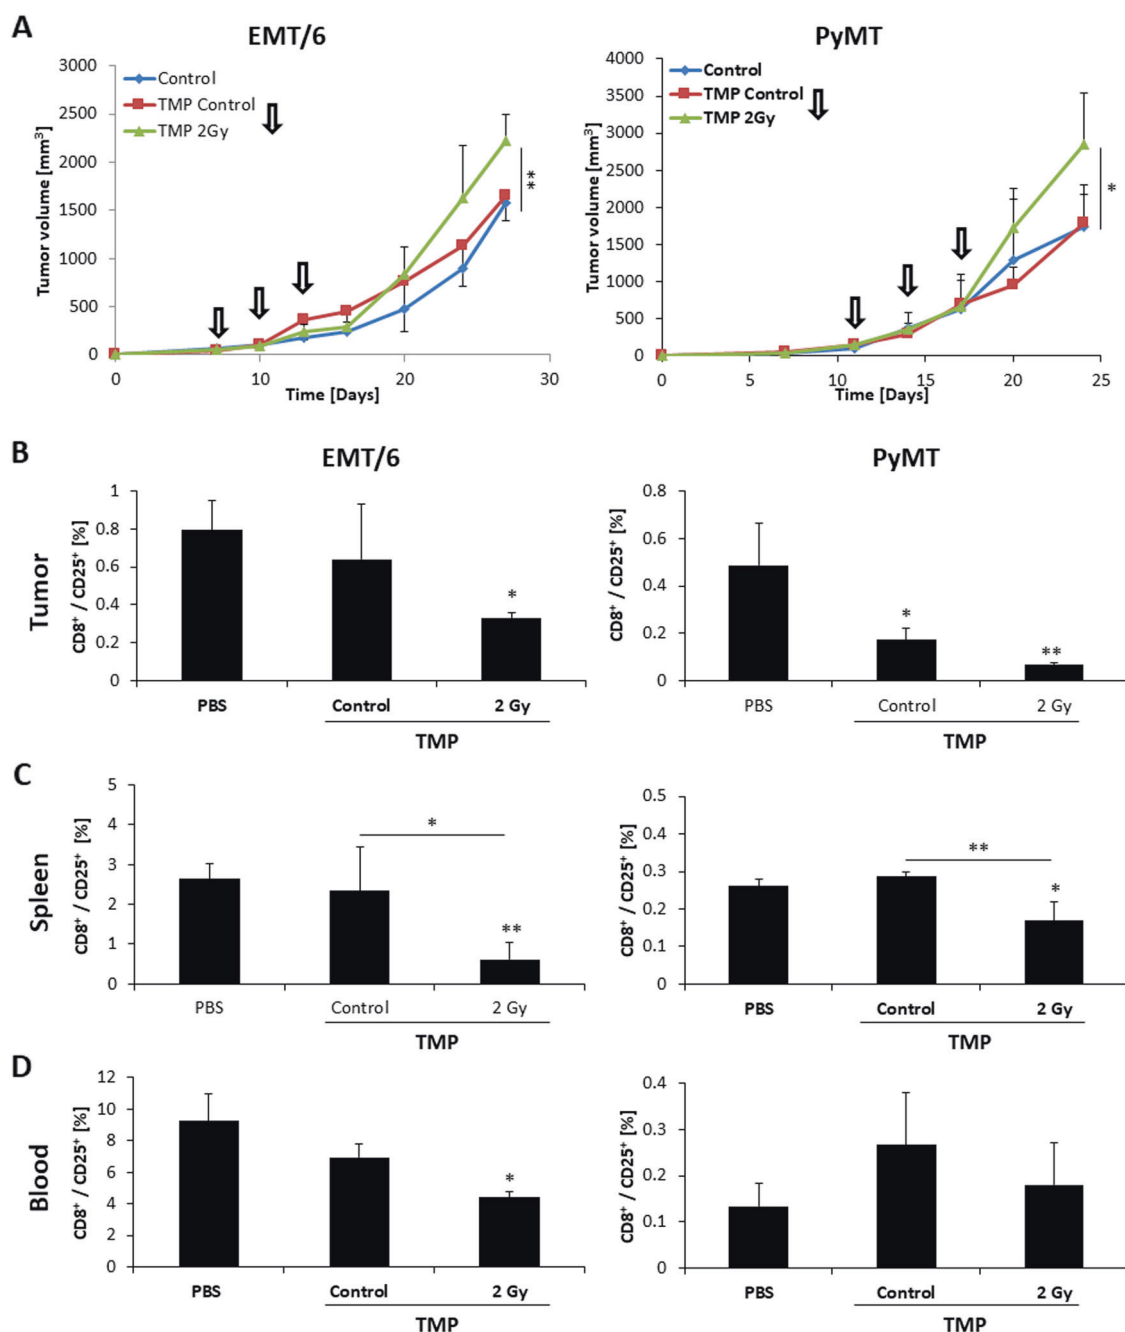 A
EMT/6
PyMT
Tumor volume [mm³]
3000
2500
2000
1500
1000
500
0
Control
TMP Control
TMP 2Gy
**
0
10
20
30
Time [Days]
Tumor volume [mm³]
4000
3500
3000
2500
2000
1500
1000
500
0
Control
TMP Control
TMP 2Gy
*
0
5
10
15
20
25
Time [Days]
B
EMT/6
PyMT
Tumor
CD8⁺ / CD25⁺ [%]
1
0.8
0.6
0.4
0.2
0
*
PBS
Control
2 Gy
TMP
CD8⁺ / CD25⁺ [%]
0.8
0.6
0.4
0.2
0
*
**
PBS
Control
2 Gy
TMP
C
Spleen
CD8⁺ / CD25⁺ [%]
5
4
3
2
1
0
*
**
PBS
Control
2 Gy
TMP
CD8⁺ / CD25⁺ [%]
0.5
0.4
0.3
0.2
0.1
0
**
*
PBS
Control
2 Gy
TMP
D
Blood
CD8⁺ / CD25⁺ [%]
12
10
8
6
4
2
0
*
PBS
Control
2 Gy
TMP
CD8⁺ / CD25⁺ [%]
0.4
0.3
0.2
0.1
0
PBS
Control
2 Gy
TMP